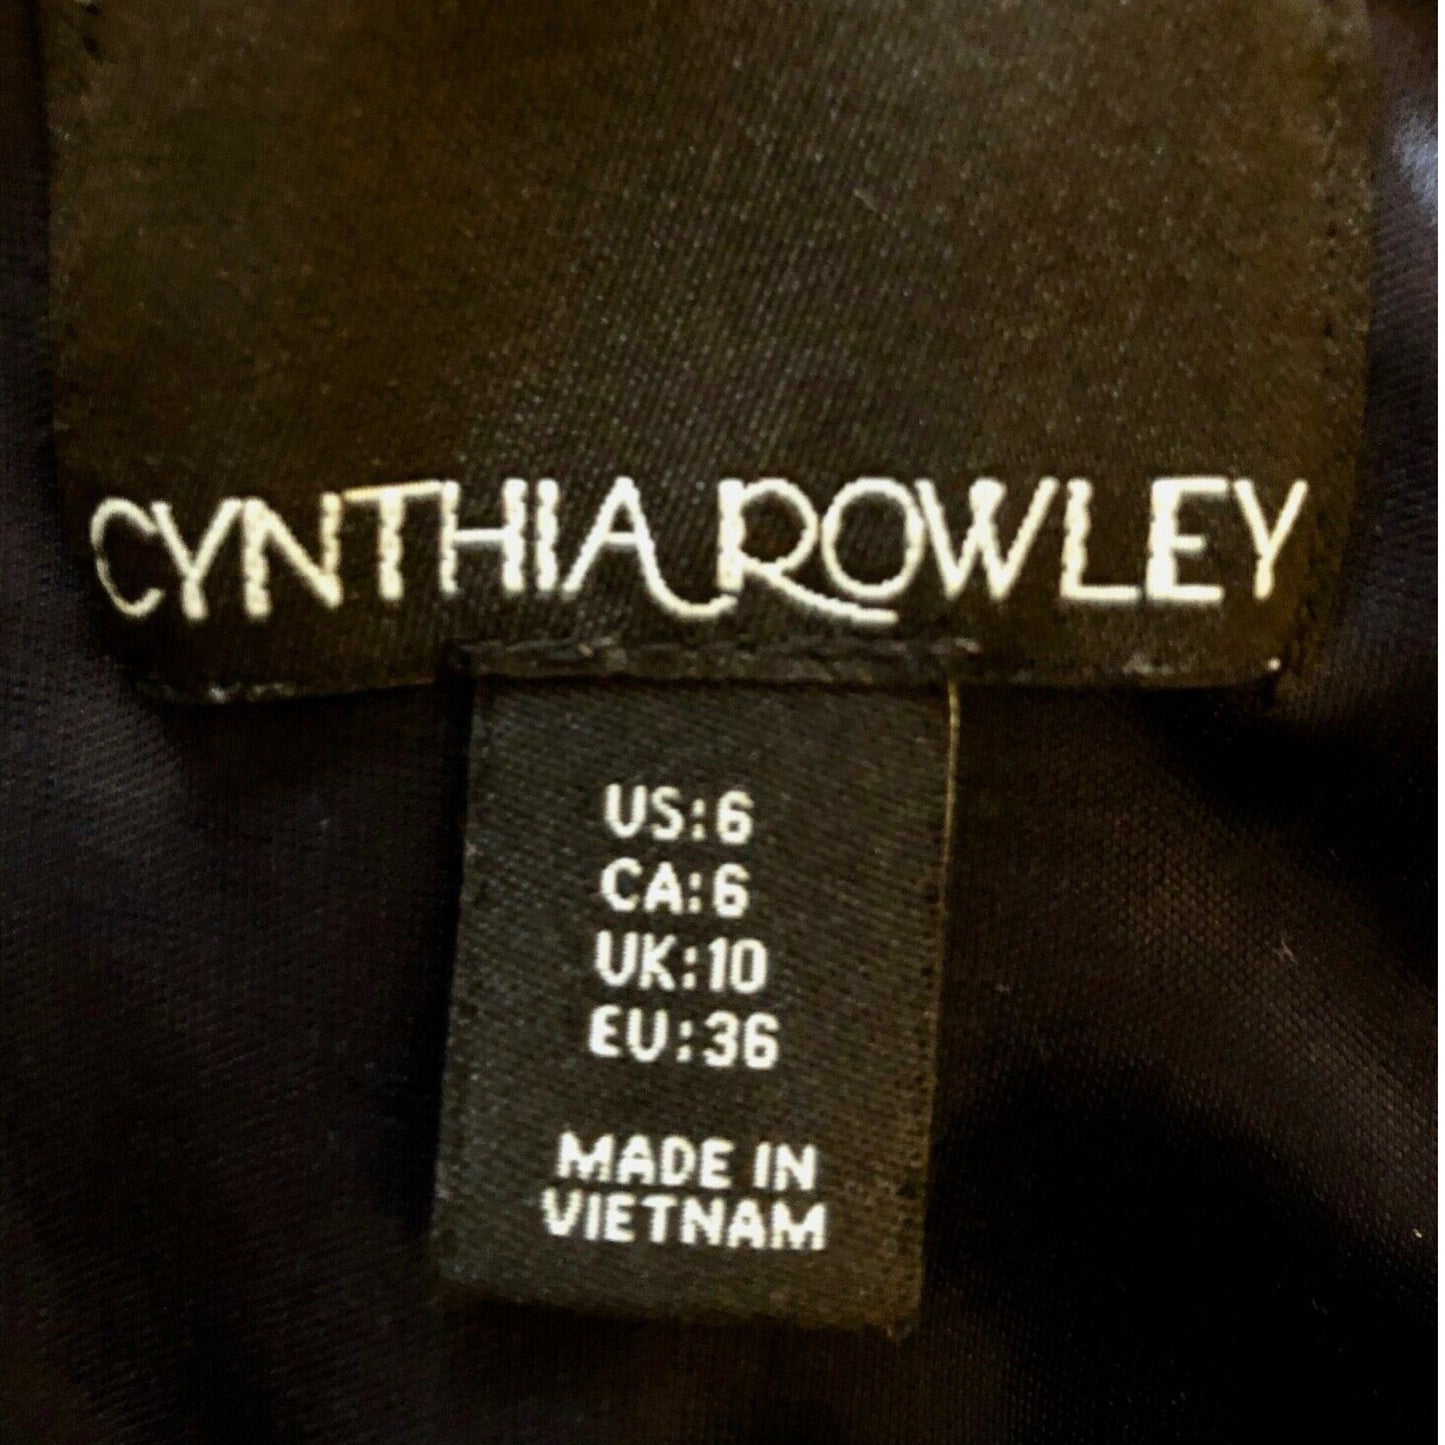 CYNTHIA ROWLEY
US:6
CA:6
UK:10
EU:36
MADE IN
VIETNAM